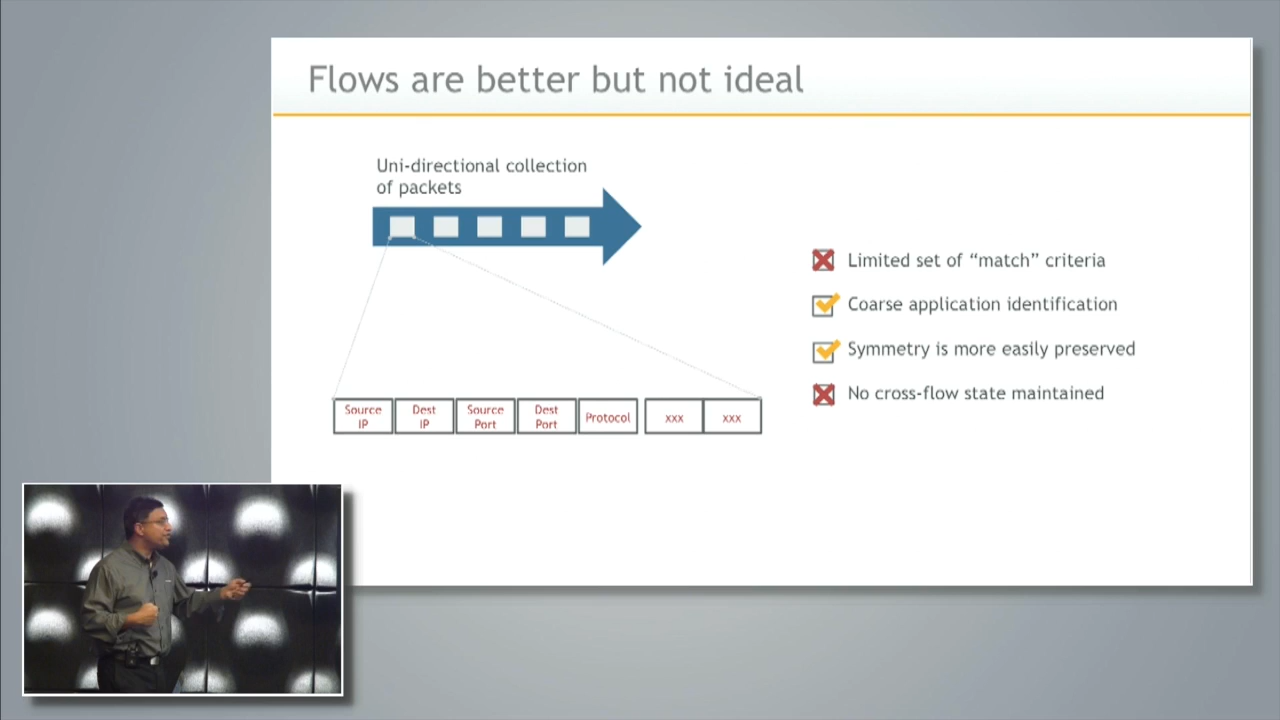 Flows are better but not ideal
Uni-directional collection
of packets
Limited set of “match” criteria
Coarse application identification
Symmetry is more easily preserved
No cross-flow state maintained
Source
IP
Dest
IP
Source
Port
Dest
Port
Protocol
xxx
xxx